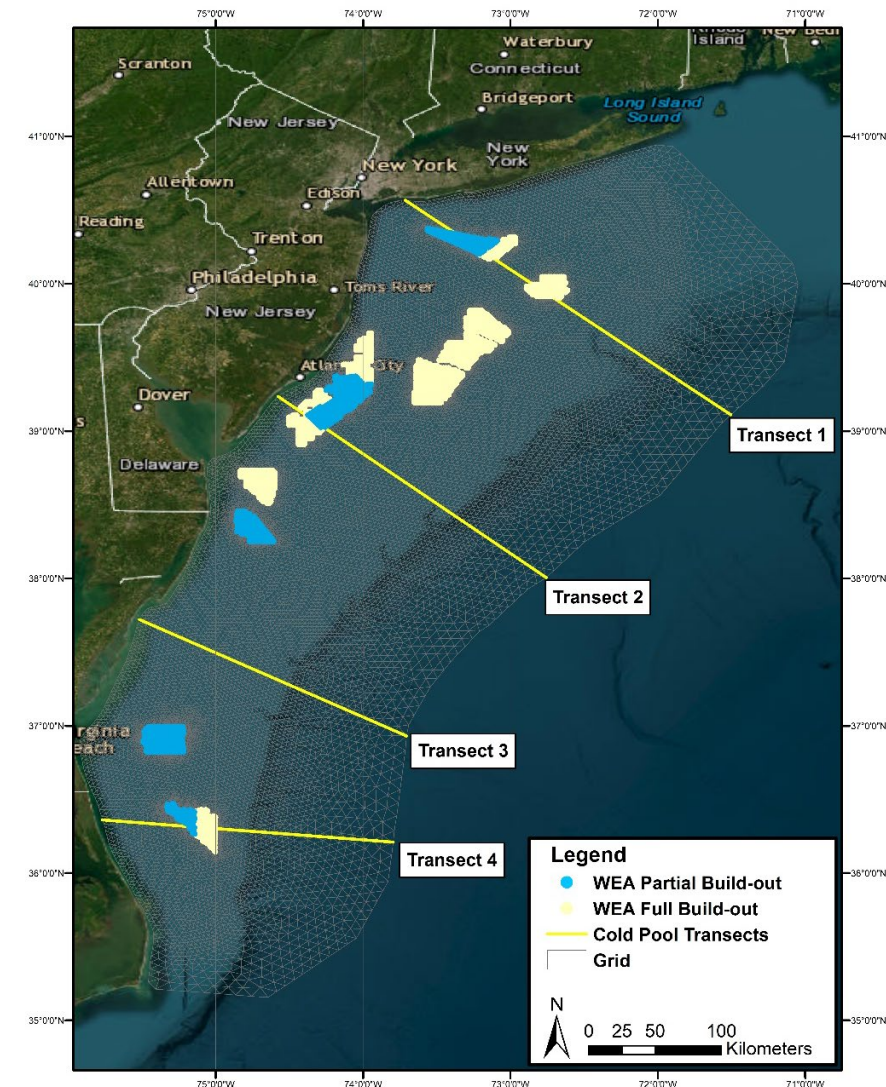 75°0'0"W 74°0'0"W 73°0'0"W 72°0'0"W 71°0'0"W
Waterbury
Island
Scranton
Connecticut
Bridgeport
Long Island
Sound
New Jersey
41°0'0"N 41°0'0"N
New
York
New York
Allentown
Edison
Reading
Trenton
40°0'0"N 40°0'0"N
Philadelphia
Toms River
New Jersey
Atlantic City
Dover
39°0'0"N 39°0'0"N
Transect 1
Delaware
38°0'0"N 38°0'0"N
Transect 2
37°0'0"N 37°0'0"N
rginia
each
Transect 3
Transect 4
36°0'0"N 36°0'0"N
Legend
WEA Partial Build-out
WEA Full Build-out
Cold Pool Transects
Grid
N
0 25 50 100
Kilometers
35°0'0"N 35°0'0"N
75°0'0"W 74°0'0"W 73°0'0"W 72°0'0"W 71°0'0"W